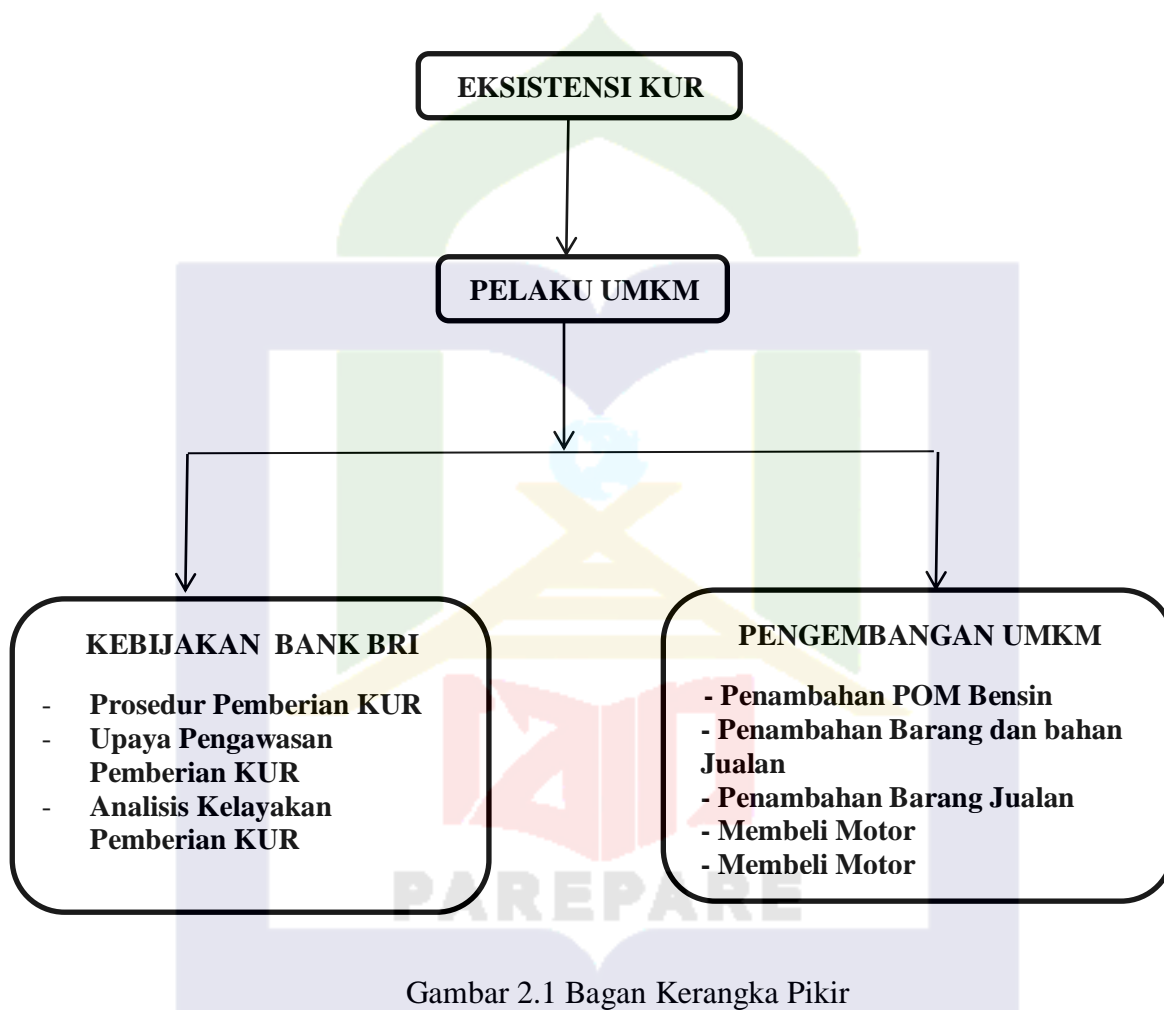 EKSISTENSI KUR
PELAKU UMKM
KEBIJAKAN BANK BRI
- Prosedur Pemberian KUR
- Upaya Pengawasan
Pemberian KUR
- Analisis Kelayakan
Pemberian KUR
PENGEMBANGAN UMKM
- Penambahan POM Bensin
- Penambahan Barang dan bahan
Jualan
- Penambahan Barang Jualan
- Membeli Motor
- Membeli Motor
PAREPARE
Gambar 2.1 Bagan Kerangka Pikir